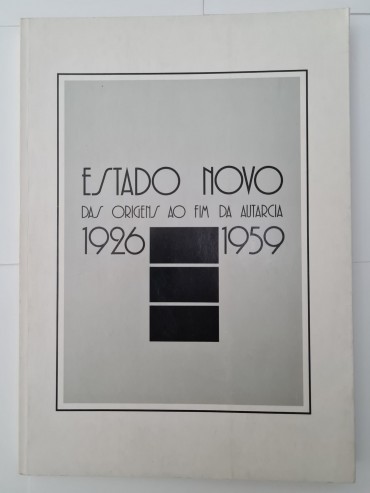 ESTADO NOVO
DAS ORIGENS AO FIM DA AUTARCIA
1926 1959